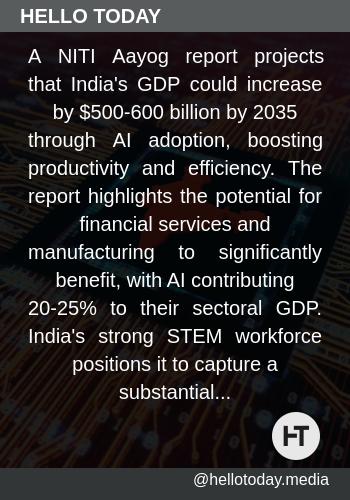 HELLO TODAY
A NITI Aayog report projects
that India's GDP could increase
by $500-600 billion by 2035
through AI adoption, boosting
productivity and efficiency. The
report highlights the potential for
financial services and
manufacturing to significantly
benefit, with AI contributing
20-25% to their sectoral GDP.
India's strong STEM workforce
positions it to capture a
substantial...
HT
@hellotoday.media